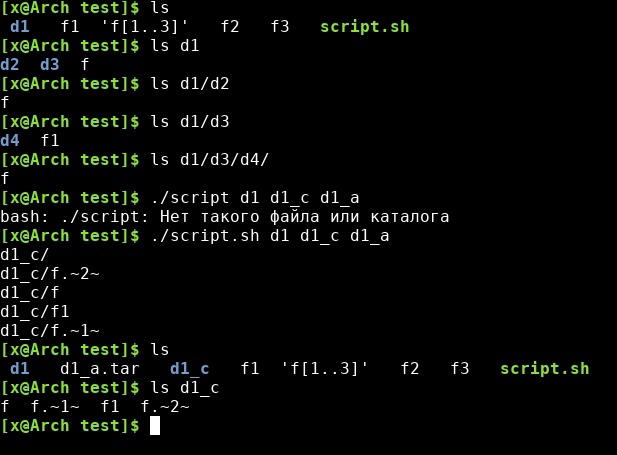 [x@Arch test]$ ls
d1   f1  'f[1..3]'   f2   f3   script.sh
[x@Arch test]$ ls d1
d2  d3  f
[x@Arch test]$ ls d1/d2
f
[x@Arch test]$ ls d1/d3
d4  f1
[x@Arch test]$ ls d1/d3/d4/
f
[x@Arch test]$ ./script d1 d1_c d1_a
bash: ./script: Нет такого файла или каталога
[x@Arch test]$ ./script.sh d1 d1_c d1_a
d1_c/
d1_c/f.~2~
d1_c/f
d1_c/f1
d1_c/f.~1~
[x@Arch test]$ ls
d1   d1_a.tar   d1_c   f1  'f[1..3]'   f2   f3   script.sh
[x@Arch test]$ ls d1_c
f  f.~1~  f1  f.~2~
[x@Arch test]$